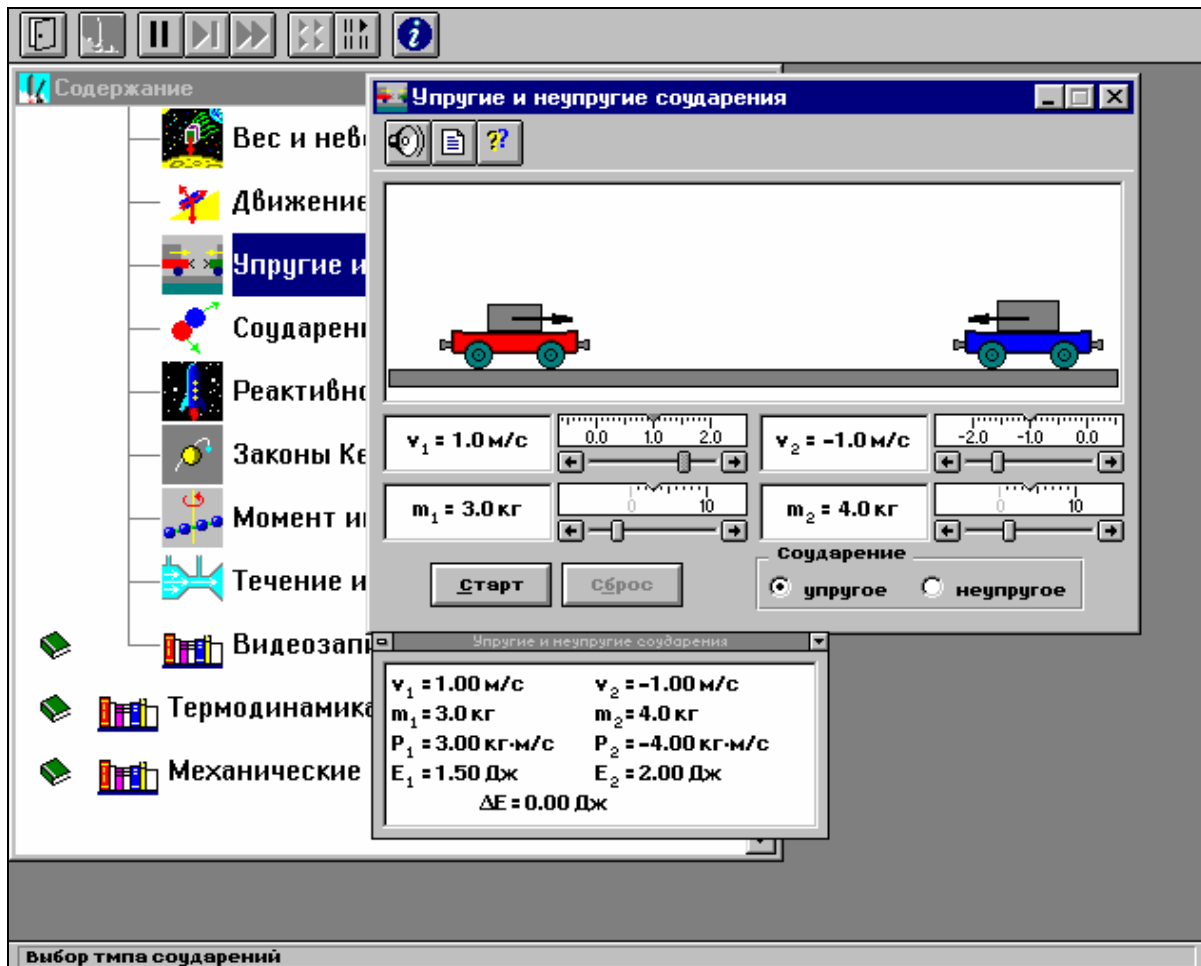 Содержание
Вес и нев
Движение
Упругие и
Соударен
Реактивн
Законы Ке
Момент и
Течение и
Видеозап
Термодинамика
Механические
Упругие и неупругие соударения
v1 = 1.0 м/с
0.0 1.0 2.0
v2 = -1.0 м/с
-2.0 -1.0 0.0
m1 = 3.0 кг
0 10
m2 = 4.0 кг
0 10
Старт
Сброс
Соударение
упругое
неупругое
Упругие и неупругие соударения
v1 = 1.00 м/с v2 = -1.00 м/с
m1 = 3.0 кг m2 = 4.0 кг
P1 = 3.00 кг·м/с P2 = -4.00 кг·м/с
E1 = 1.50 Дж E2 = 2.00 Дж
ΔE = 0.00 Дж
Выбор тмпа соударений